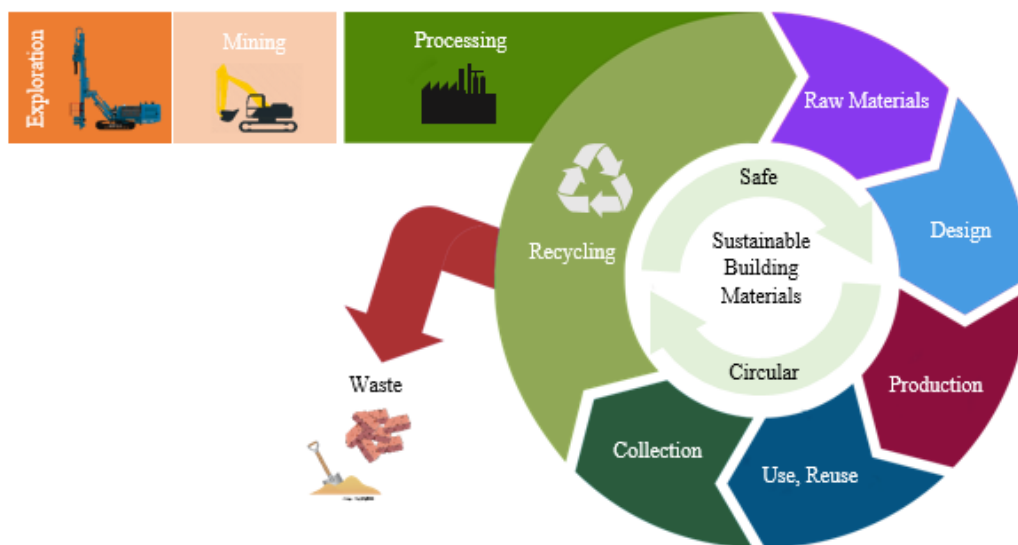 Exploration
Mining
Processing
Raw Materials
Design
Production
Use, Reuse
Collection
Recycling
Safe
Sustainable
Building
Materials
Circular
Waste